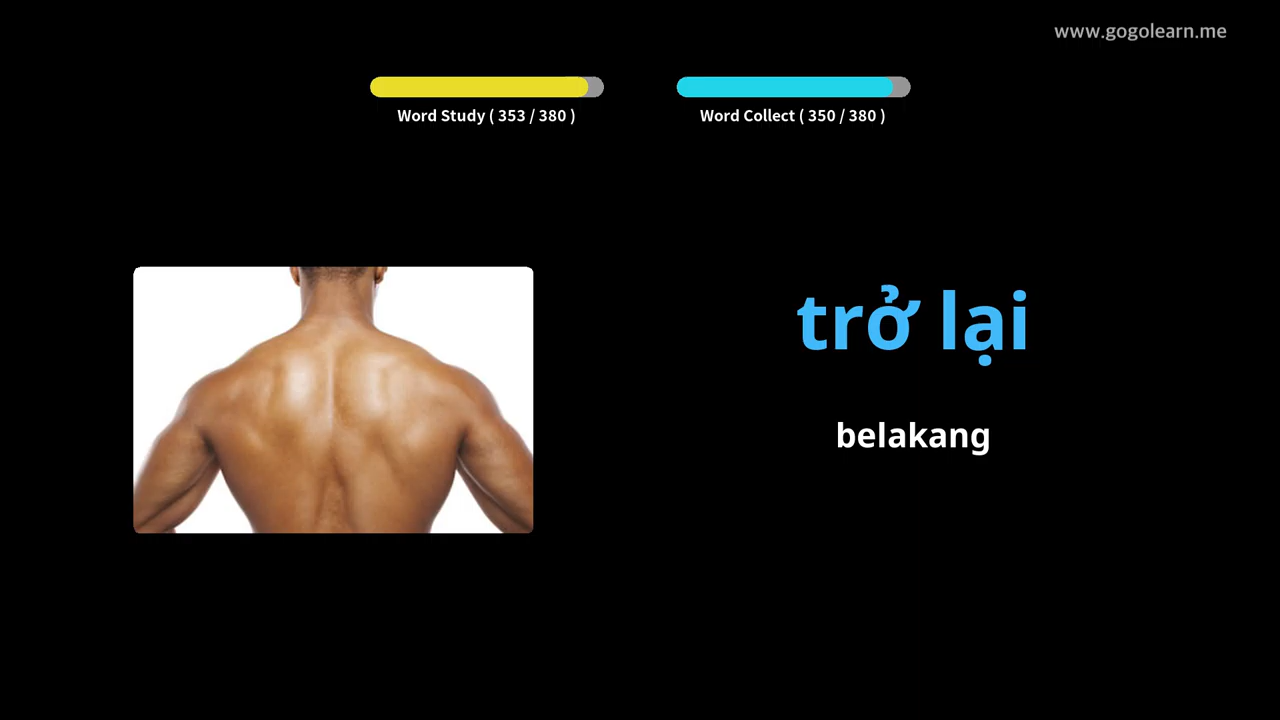 www.gogolearn.me
Word Study ( 353 / 380 )
Word Collect ( 350 / 380 )
trở lại
belakang